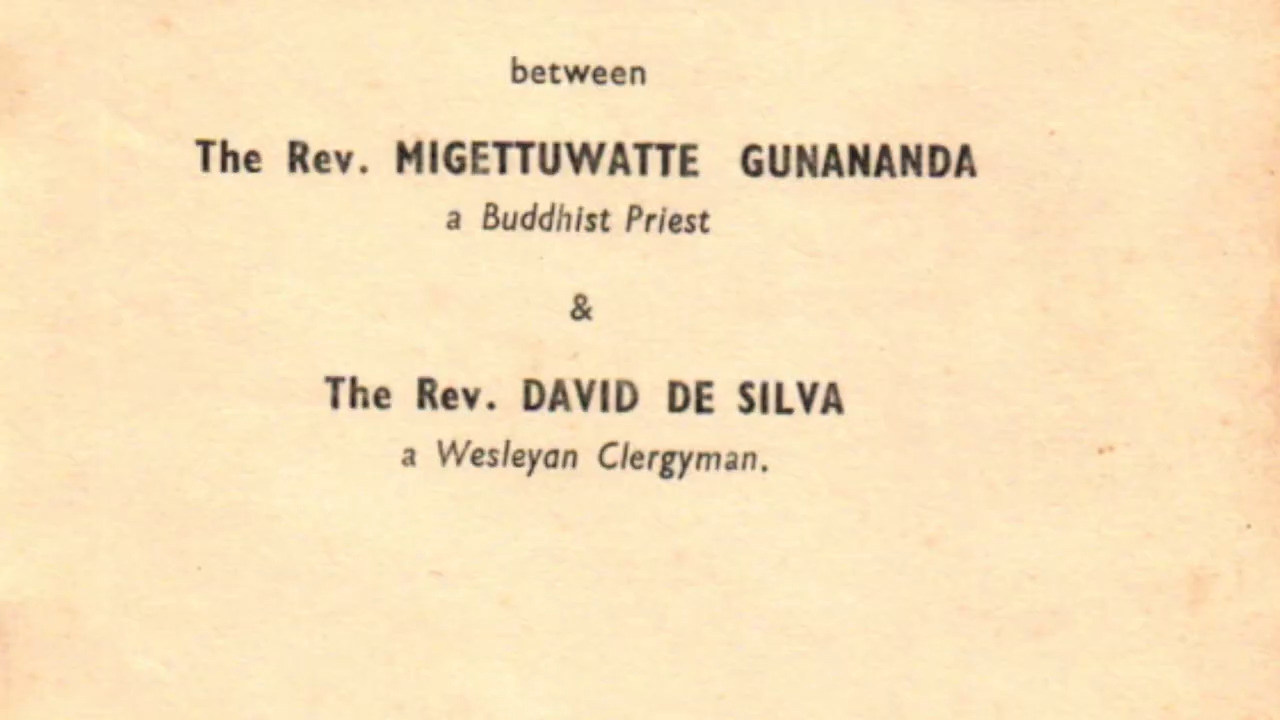 between
The Rev. MIGETTUWATTE GUNANANDA
a Buddhist Priest
&
The Rev. DAVID DE SILVA
a Wesleyan Clergyman.